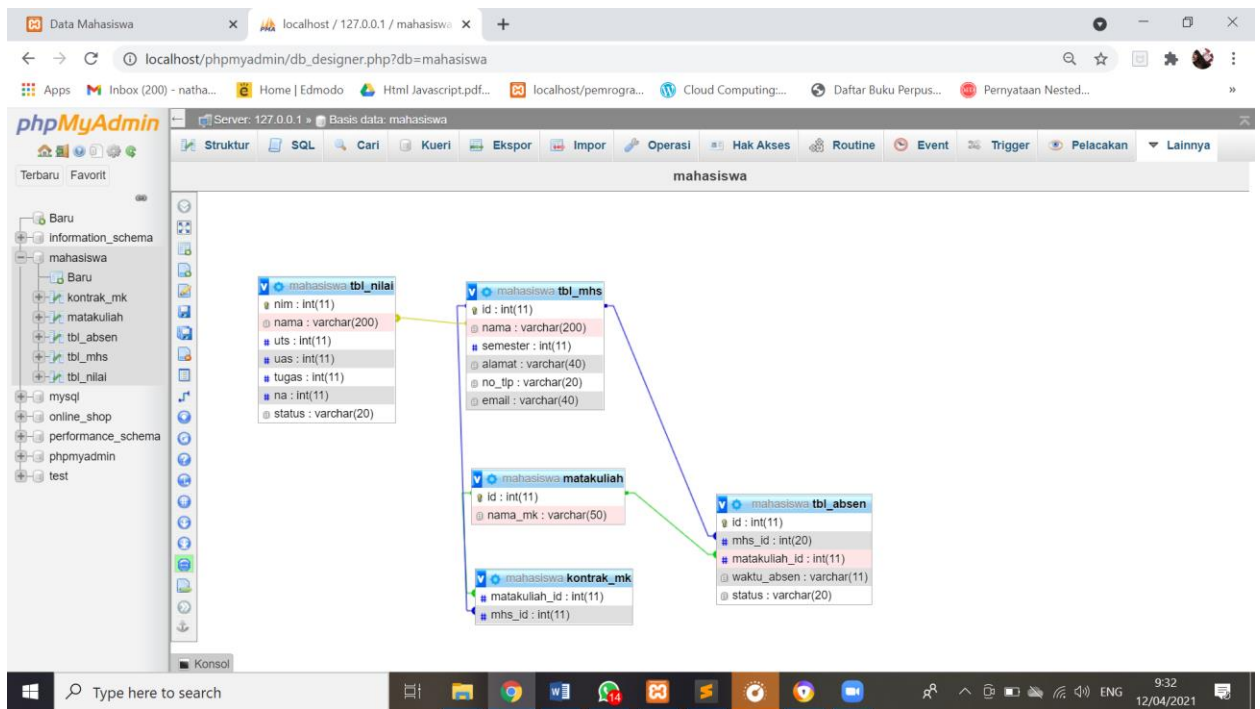 Data Mahasiswa
localhost / 127.0.0.1 / mahasiswa
localhost/phpmyadmin/db_designer.php?db=mahasiswa
Apps
Inbox (200) - natha...
Home | Edmodo
Html Javascript.pdf...
localhost/pemrogra...
Cloud Computing:...
Daftar Buku Perpus...
Pernyataan Nested...
»
phpMyAdmin
Terbaru Favorit
Baru
information_schema
mahasiswa
Baru
kontrak_mk
matakuliah
tbl_absen
tbl_mhs
tbl_nilai
mysql
online_shop
performance_schema
phpmyadmin
test
Server: 127.0.0.1 » Basis data: mahasiswa
Struktur SQL Cari Kueri Ekspor Impor Operasi Hak Akses Routine Event Trigger Pelacakan Lainnya
mahasiswa
mahasiswa tbl_nilai
nim : int(11)
nama : varchar(200)
uts : int(11)
uas : int(11)
tugas : int(11)
na : int(11)
status : varchar(20)
mahasiswa tbl_mhs
id : int(11)
nama : varchar(200)
semester : int(11)
alamat : varchar(40)
no_tlp : varchar(20)
email : varchar(40)
mahasiswa matakuliah
id : int(11)
nama_mk : varchar(50)
mahasiswa kontrak_mk
matakuliah_id : int(11)
mhs_id : int(11)
mahasiswa tbl_absen
id : int(11)
mhs_id : int(20)
matakuliah_id : int(11)
waktu_absen : varchar(11)
status : varchar(20)
Konsol
Type here to search
14
ENG
9:32
12/04/2021